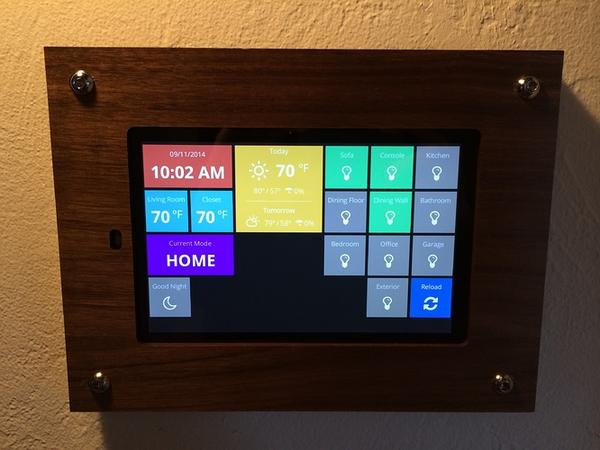 09/11/2014
10:02 AM
Today
70 °F
80°/57° 0%
Tomorrow
79°/58° 0%
Sofa
Console
Kitchen
Living Room
70 °F
Closet
70 °F
Dining Floor
Dining Wall
Bathroom
Current Mode
HOME
Bedroom
Office
Garage
Good Night
Exterior
Reload